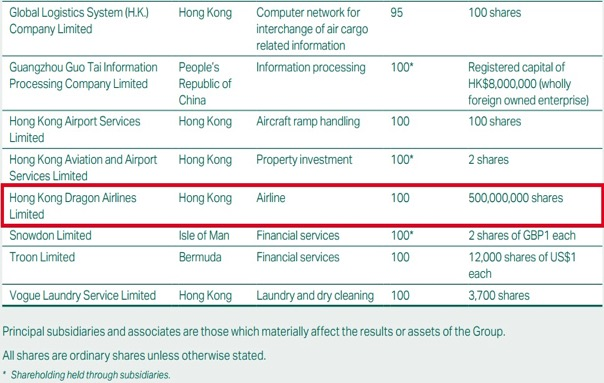 Global Logistics System (H.K.) Hong Kong Computer network for 95 100 shares
Company Limited interchange of air cargo
related information
Guangzhou Guo Tai Information People's Information processing 100* Registered capital of
Processing Company Limited Republic of HK$8,000,000 (wholly
China foreign owned enterprise)
Hong Kong Airport Services Hong Kong Aircraft ramp handling 100 100 shares
Limited
Hong Kong Aviation and Airport Hong Kong Property investment 100* 2 shares
Services Limited
Hong Kong Dragon Airlines Hong Kong Airline 100 500,000,000 shares
Limited
Snowdon Limited Isle of Man Financial services 100* 2 shares of GBP1 each
Troon Limited Bermuda Financial services 100 12,000 shares of US$1
each
Vogue Laundry Service Limited Hong Kong Laundry and dry cleaning 100 3,700 shares
Principal subsidiaries and associates are those which materially affect the results or assets of the Group.
All shares are ordinary shares unless otherwise stated.
* Shareholding held through subsidiaries.